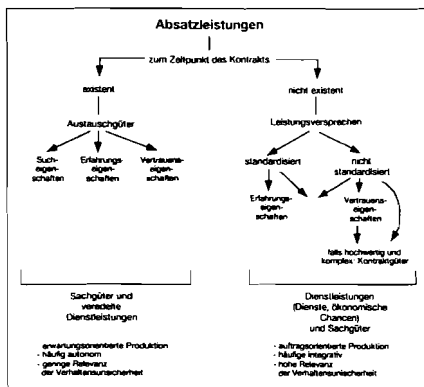 Absatzleistungen
zum Zeitpunkt des Kontrakts
existent
nicht existent
Austauschgüter
Leistungsversprechen
Such-
eigen-
schaften
Erfahrungs-
eigen-
schaften
Vertrauens-
eigen-
schaften
standardisiert
nicht
standardisiert
Erfahrungs-
eigen-
schaften
Vertrauens-
eigen-
schaften
falls hochwertig und
komplex: Kontraktgüter
Sachgüter und
veredelte
Dienstleistungen
Dienstleistungen
(Dienste, ökonomische
Chancen)
und Sachgüter
erwartungsorientierte Produktion
- häufig autonom
- geringe Relevanz
der Verhaltensunsicherheit
- auftragsorientierte Produktion
- häufige integrativ
- hohe Relevanz
der Verhaltensunsicherheit